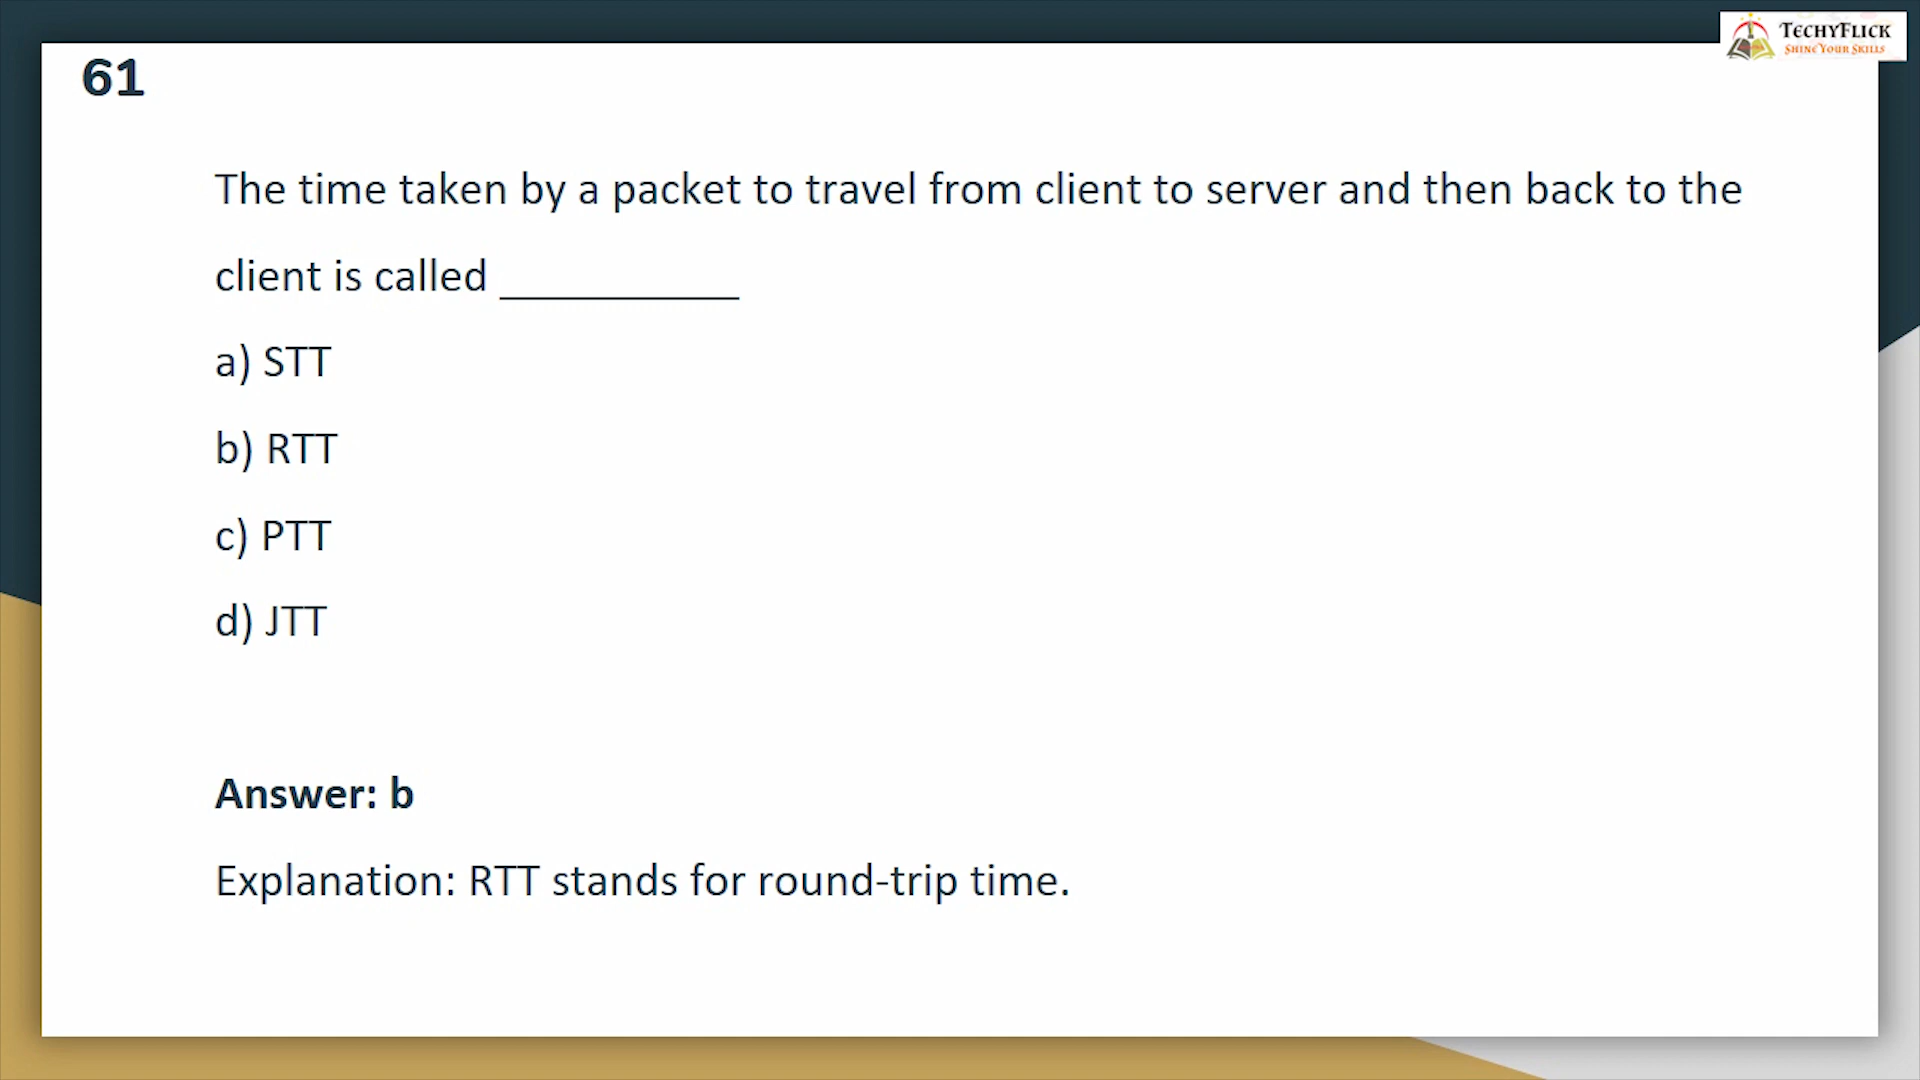 TECHYFLICK
SHINE YOUR SKILLS
61
The time taken by a packet to travel from client to server and then back to the
client is called __________
a) STT
b) RTT
c) PTT
d) JTT
Answer: b
Explanation: RTT stands for round-trip time.